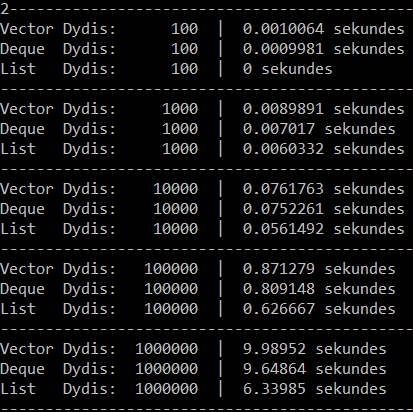 2---------------------------------------------
Vector Dydis:      100  |  0.0010064 sekundes
Deque  Dydis:      100  |  0.0009981 sekundes
List   Dydis:      100  |  0 sekundes
----------------------------------------------
Vector Dydis:     1000  |  0.0089891 sekundes
Deque  Dydis:     1000  |  0.007017 sekundes
List   Dydis:     1000  |  0.0060332 sekundes
----------------------------------------------
Vector Dydis:    10000  |  0.0761763 sekundes
Deque  Dydis:    10000  |  0.0752261 sekundes
List   Dydis:    10000  |  0.0561492 sekundes
----------------------------------------------
Vector Dydis:   100000  |  0.871279 sekundes
Deque  Dydis:   100000  |  0.809148 sekundes
List   Dydis:   100000  |  0.626667 sekundes
----------------------------------------------
Vector Dydis:  1000000  |  9.98952 sekundes
Deque  Dydis:  1000000  |  9.64864 sekundes
List   Dydis:  1000000  |  6.33985 sekundes
----------------------------------------------